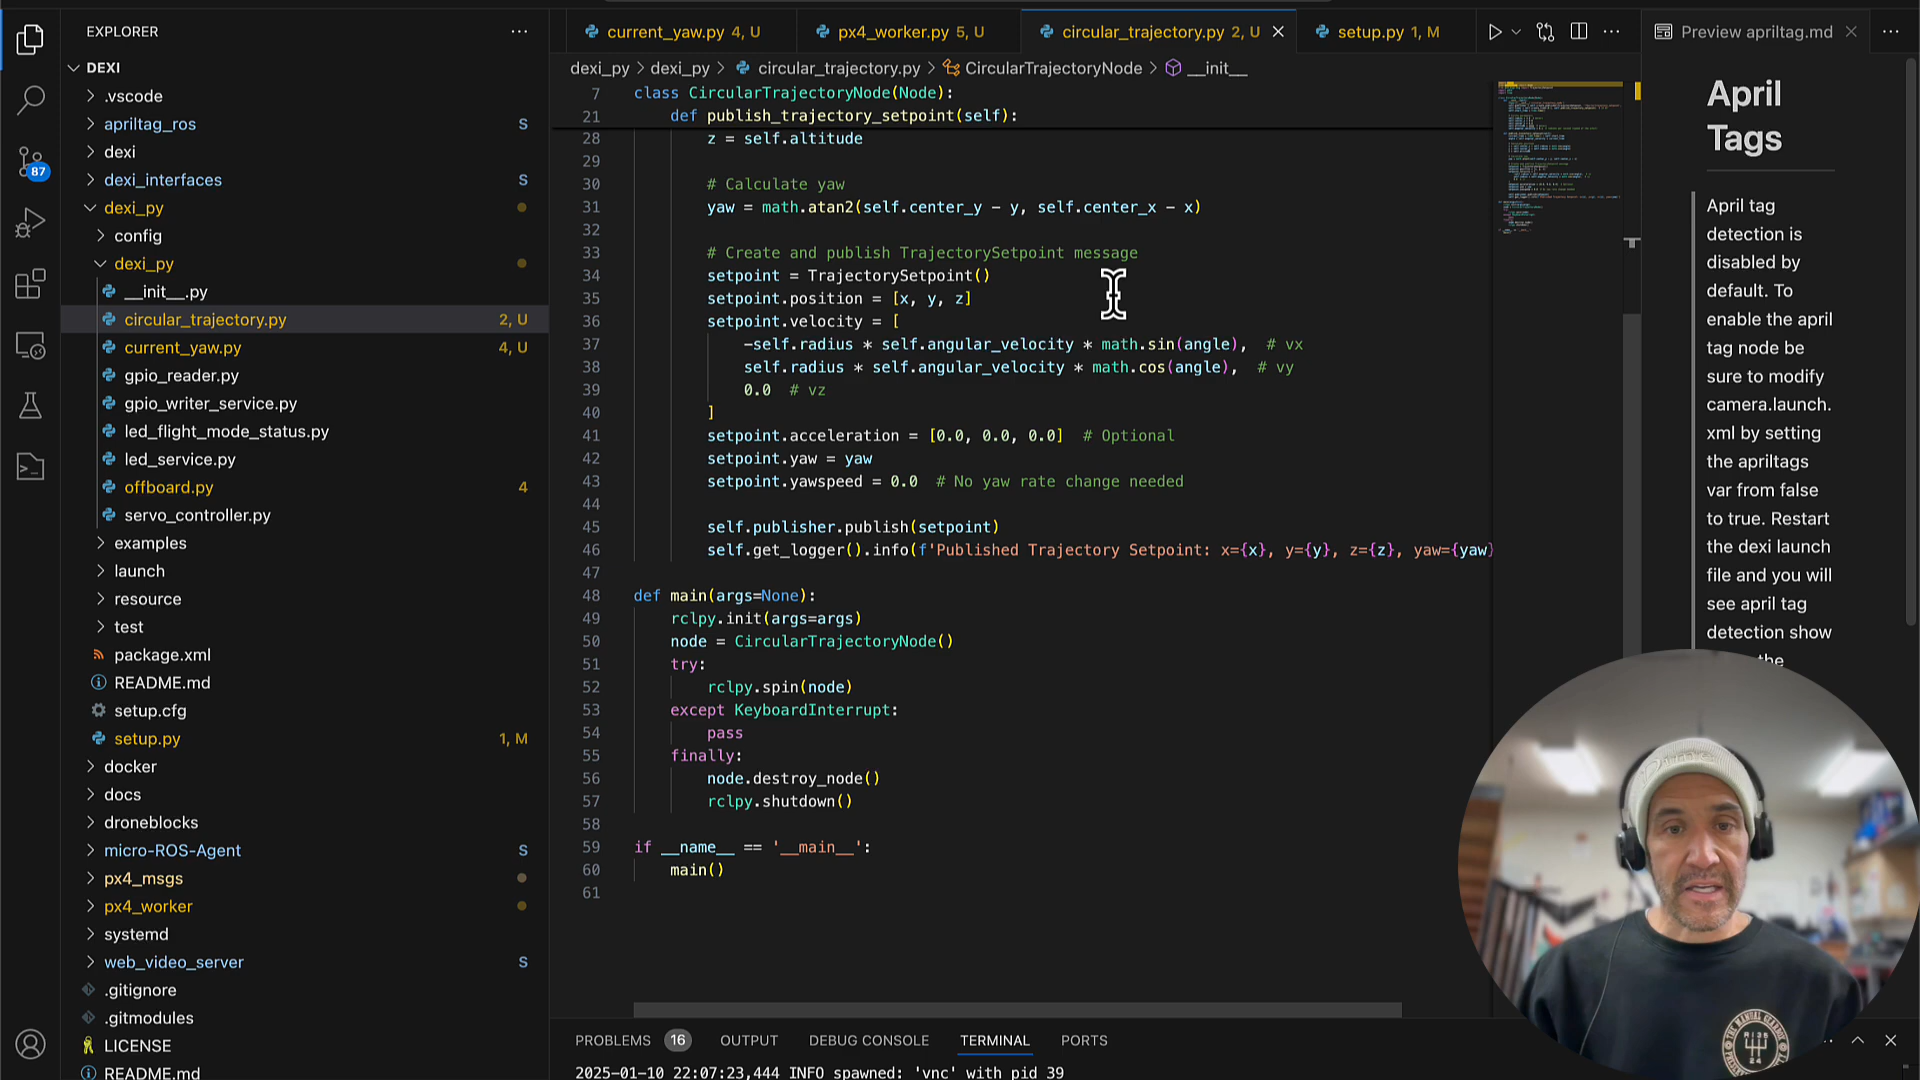 EXPLORER
DEXI
.vscode
apriltag_ros S
dexi
dexi_interfaces S
dexi_py
config
dexi_py
__init__.py
circular_trajectory.py 2, U
current_yaw.py 4, U
gpio_reader.py
gpio_writer_service.py
led_flight_mode_status.py
led_service.py
offboard.py 4
servo_controller.py
examples
launch
resource
test
package.xml
README.md
setup.cfg
setup.py 1, M
docker
docs
droneblocks
micro-ROS-Agent S
px4_msgs
px4_worker
systemd
web_video_server S
.gitignore
.gitmodules
LICENSE
README.md
87
current_yaw.py 4, U
px4_worker.py 5, U
circular_trajectory.py 2, U
setup.py 1, M
dexi_py > dexi_py > circular_trajectory.py > CircularTrajectoryNode > __init__
7 class CircularTrajectoryNode(Node):
21 def publish_trajectory_setpoint(self):
28 z = self.altitude
29
30 # Calculate yaw
31 yaw = math.atan2(self.center_y - y, self.center_x - x)
32
33 # Create and publish TrajectorySetpoint message
34 setpoint = TrajectorySetpoint()
35 setpoint.position = [x, y, z]
36 setpoint.velocity = [
37 -self.radius * self.angular_velocity * math.sin(angle), # vx
38 self.radius * self.angular_velocity * math.cos(angle), # vy
39 0.0 # vz
40 ]
41 setpoint.acceleration = [0.0, 0.0, 0.0] # Optional
42 setpoint.yaw = yaw
43 setpoint.yawspeed = 0.0 # No yaw rate change needed
44
45 self.publisher.publish(setpoint)
46 self.get_logger().info(f'Published Trajectory Setpoint: x={x}, y={y}, z={z}, yaw={yaw}
47
48 def main(args=None):
49 rclpy.init(args=args)
50 node = CircularTrajectoryNode()
51 try:
52 rclpy.spin(node)
53 except KeyboardInterrupt:
54 pass
55 finally:
56 node.destroy_node()
57 rclpy.shutdown()
58
59 if __name__ == '__main__':
60 main()
61
PROBLEMS 16 OUTPUT DEBUG CONSOLE TERMINAL PORTS
2025-01-10 22:07:23,444 INFO spawned: 'vnc' with pid 39
Preview apriltag.md
April
Tags
April tag
detection is
disabled by
default. To
enable the april
tag node be
sure to modify
camera.launch.
xml by setting
the apriltags
var from false
to true. Restart
the dexi launch
file and you will
see april tag
detection show
the
THE MANUAL GEARBOX
R 1 3 5
2 4